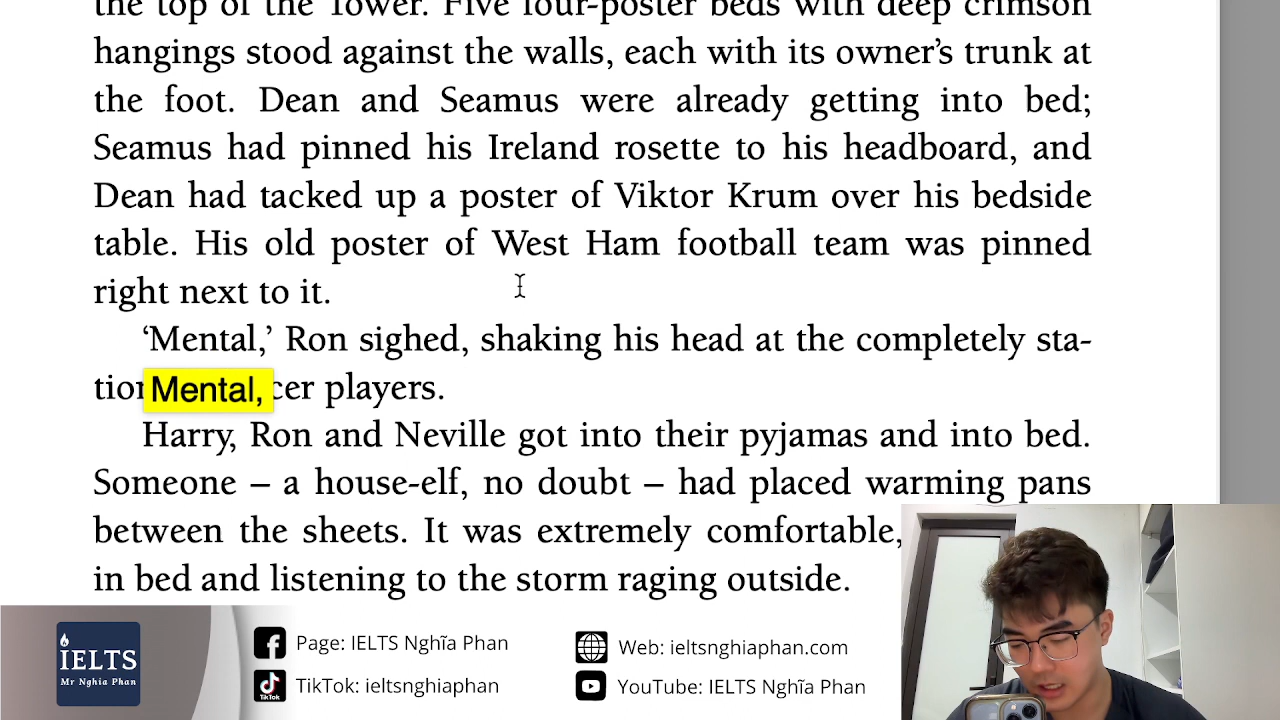 the top of the Tower. Five four-poster beds with deep crimson
hangings stood against the walls, each with its owner's trunk at
the foot. Dean and Seamus were already getting into bed;
Seamus had pinned his Ireland rosette to his headboard, and
Dean had tacked up a poster of Viktor Krum over his bedside
table. His old poster of West Ham football team was pinned
right next to it.
‘Mental,’ Ron sighed, shaking his head at the completely sta-
tion Mental, cer players.
Harry, Ron and Neville got into their pyjamas and into bed.
Someone – a house-elf, no doubt – had placed warming pans
between the sheets. It was extremely comfortable,
in bed and listening to the storm raging outside.
IELTS
Mr Nghia Phan
Page: IELTS Nghĩa Phan
TikTok
TikTok: ieltsnghiaphan
Web: ieltsnghiaphan.com
YouTube: IELTS Nghĩa Phan